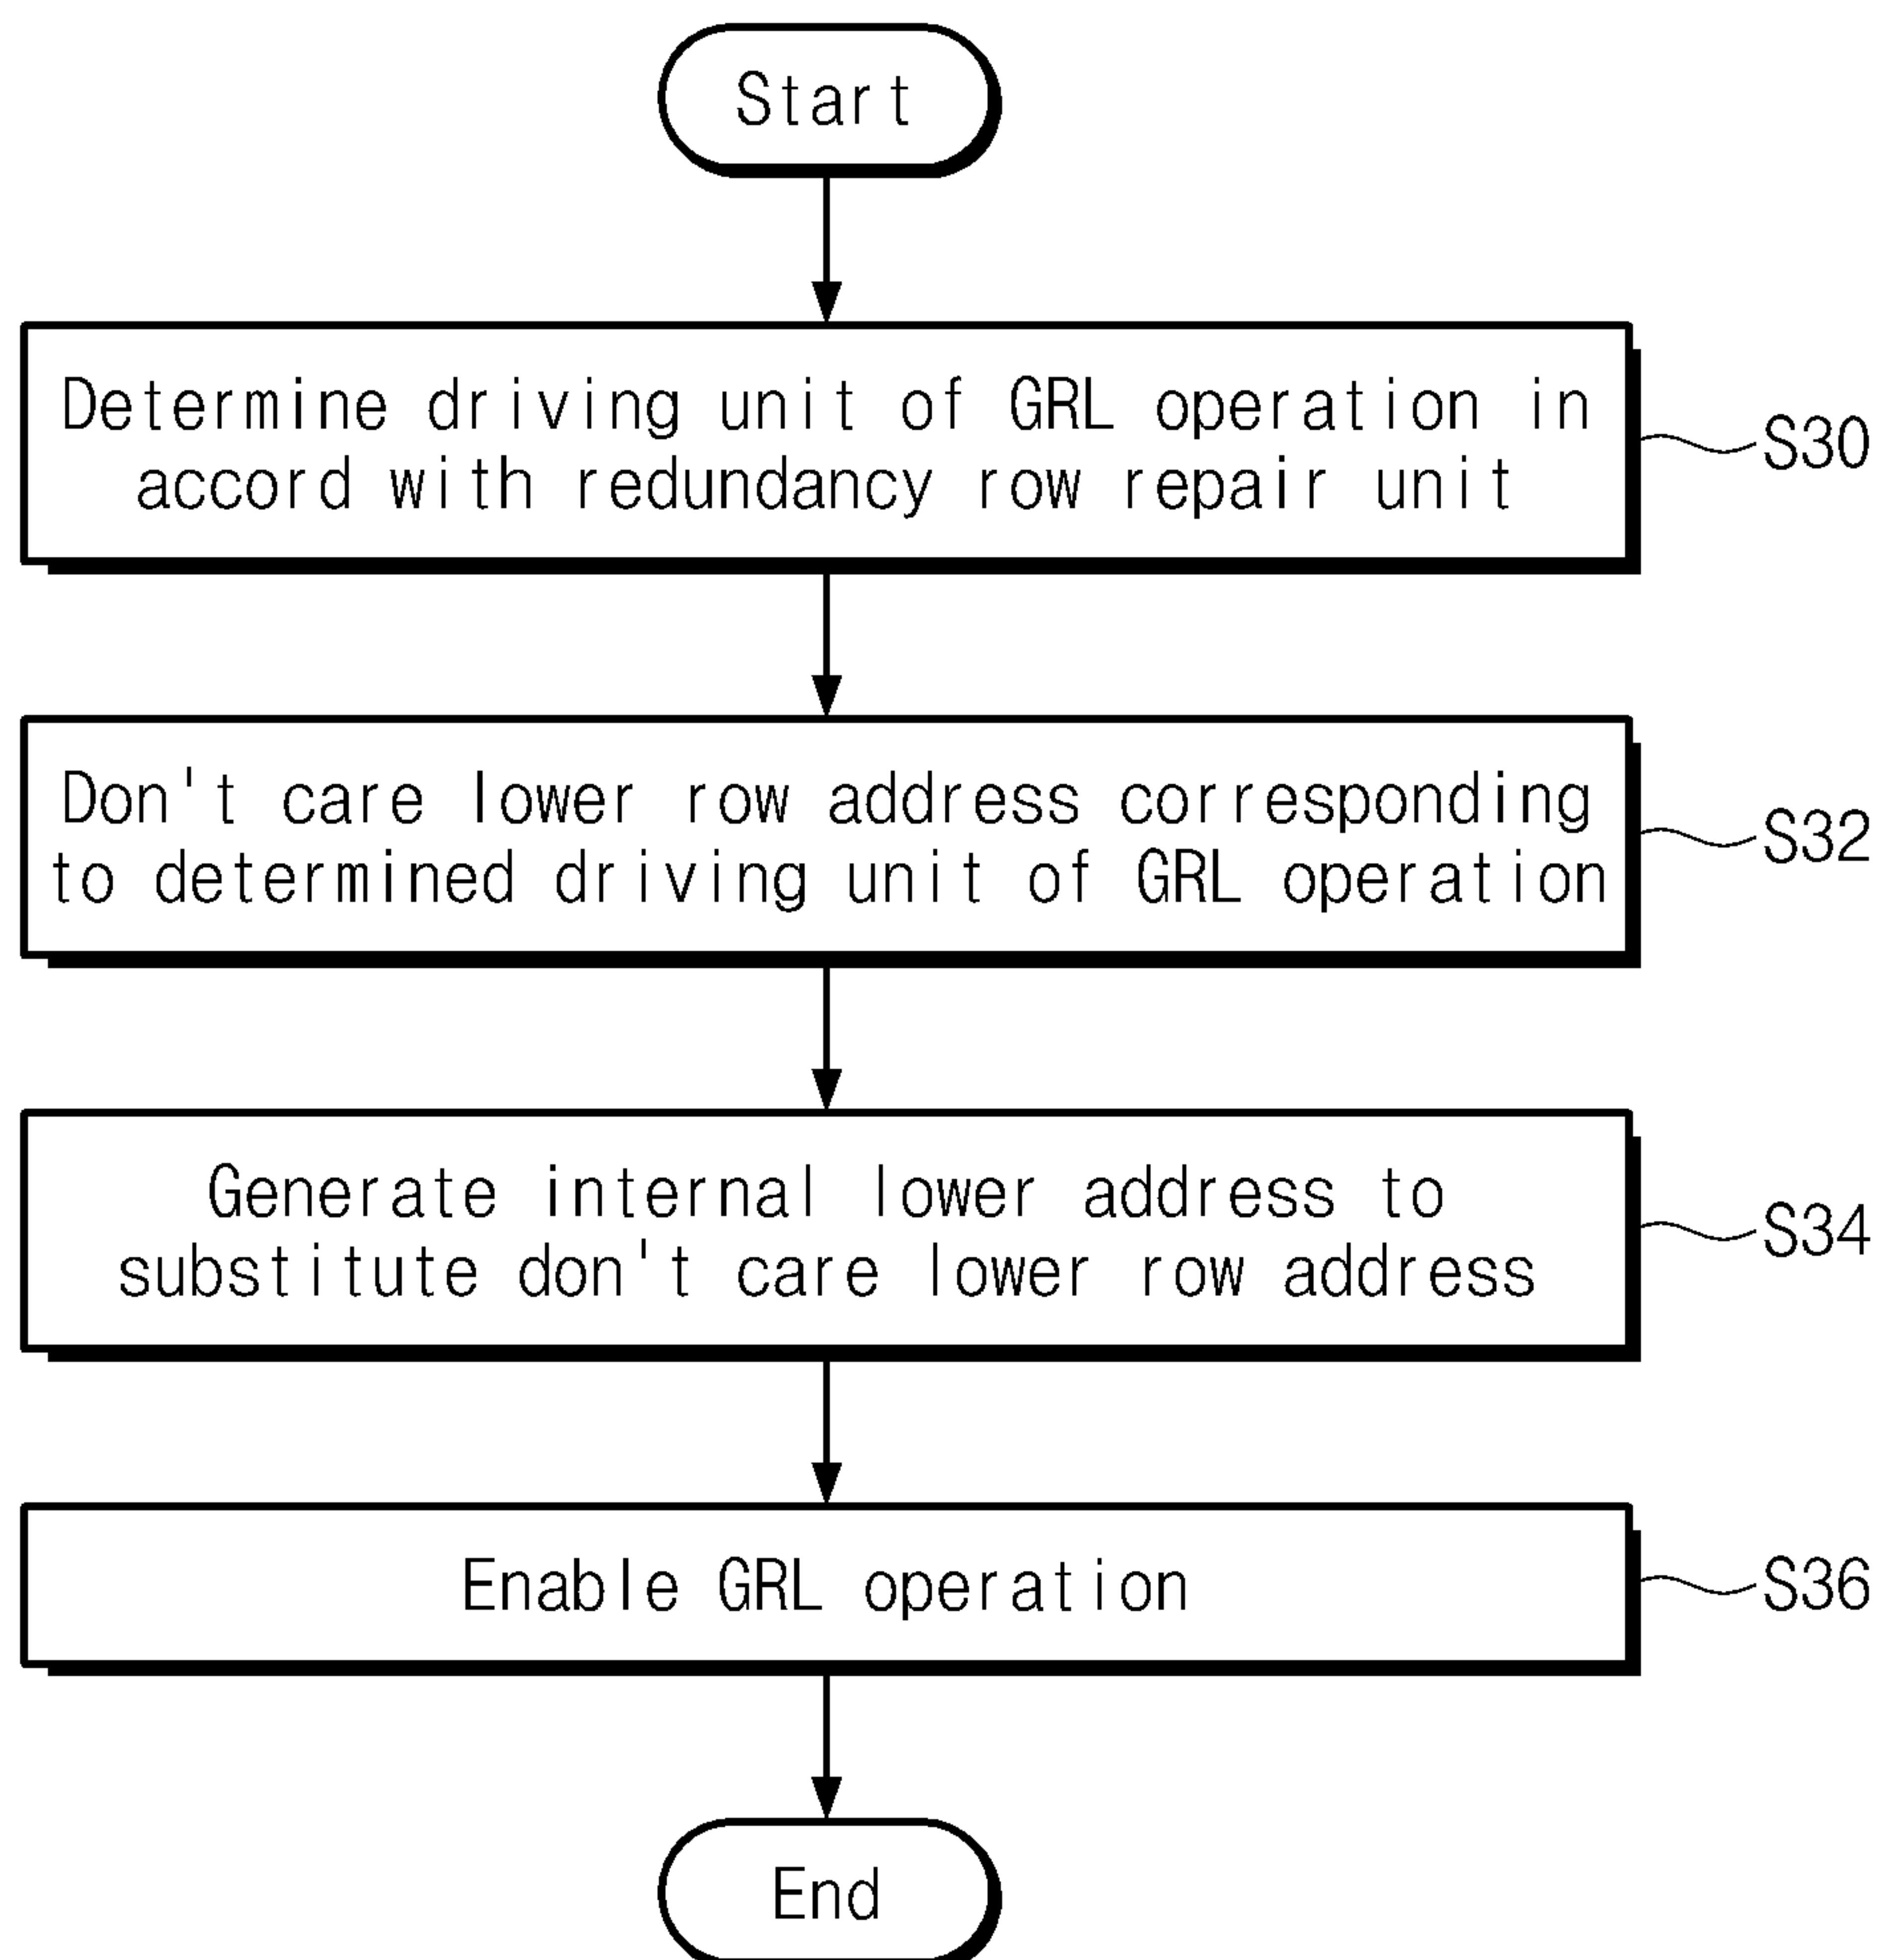 Start
Determine driving unit of GRL operation in
accord with redundancy row repair unit
S30
Don't care lower row address corresponding
to determined driving unit of GRL operation
S32
Generate internal lower address to
substitute don't care lower row address
S34
Enable GRL operation
S36
End